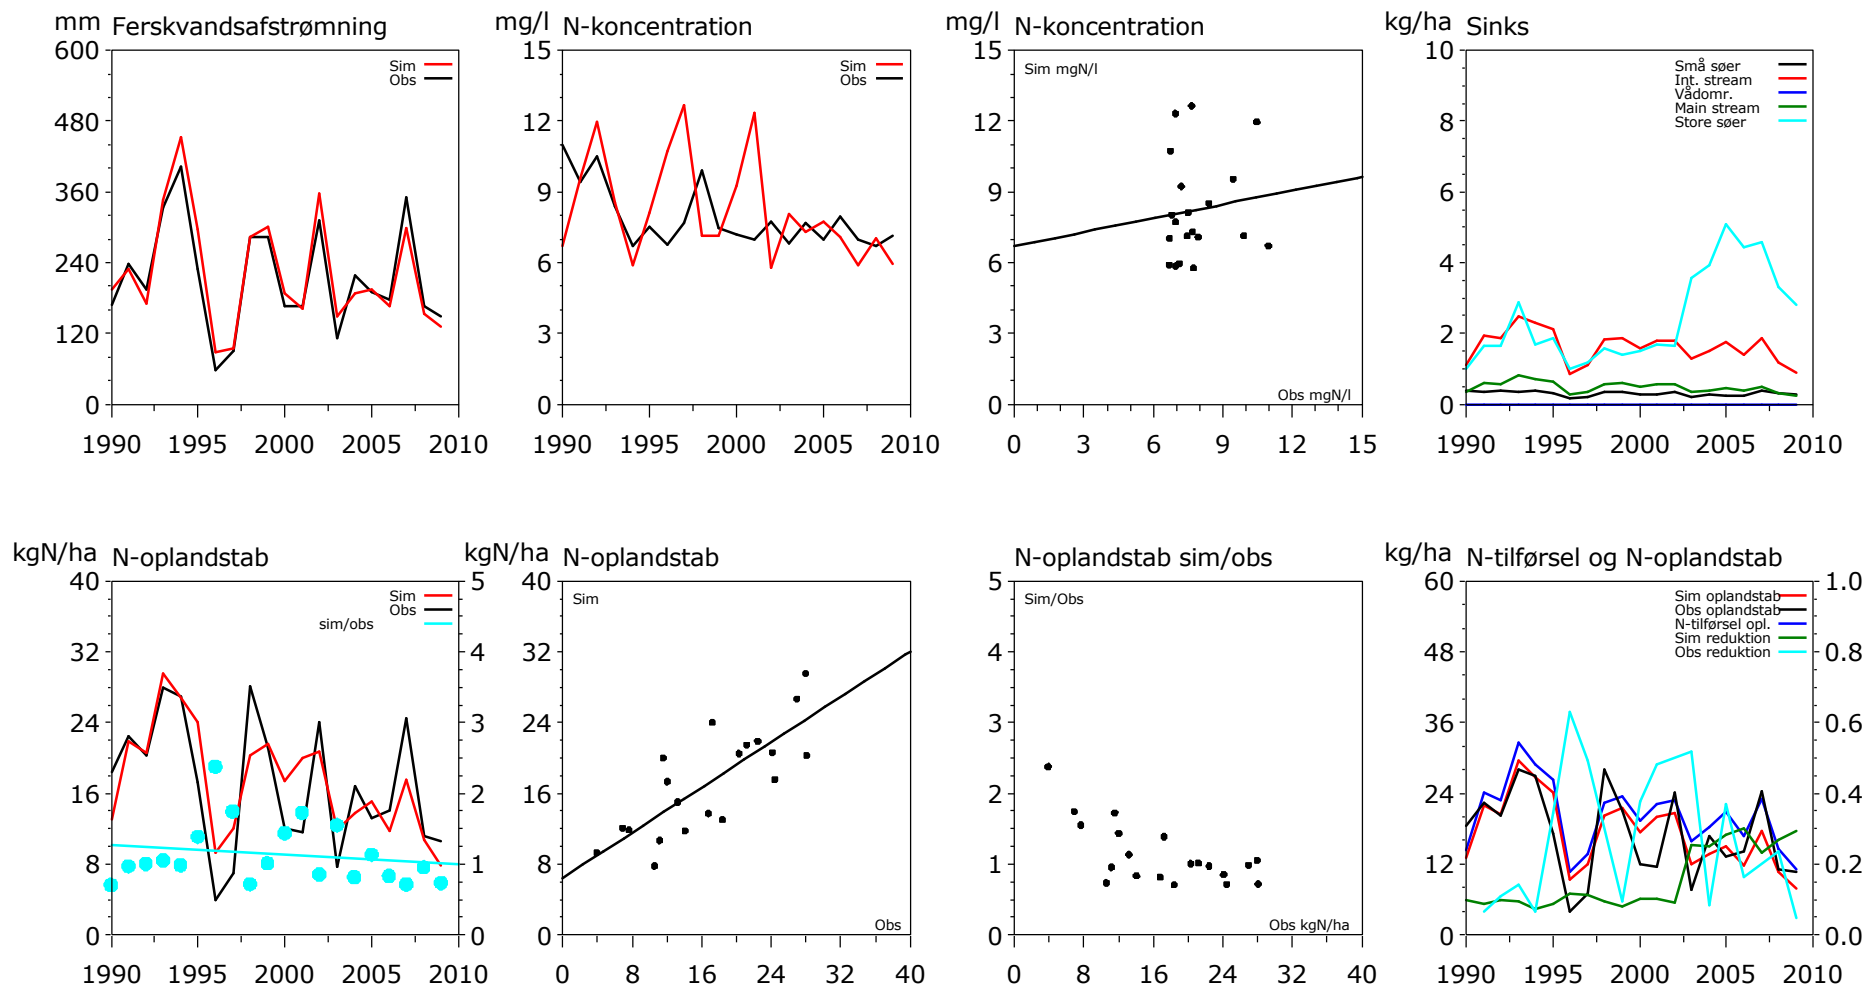 mm Ferskvandsafstrømning
600
480
360
240
120
0
1990 1995 2000 2005 2010
Sim
Obs
mg/l N-koncentration
15
12
9
6
3
0
1990 1995 2000 2005 2010
Sim
Obs
mg/l N-koncentration
Sim mgN/l
15
12
9
6
3
0
Obs mgN/l
0 3 6 9 12 15
kg/ha Sinks
10
8
6
4
2
0
1990 1995 2000 2005 2010
Små søer
Int. stream
Vådomr.
Main stream
Store søer
kgN/ha N-oplandstab
40
32
24
16
8
0
5
4
3
2
1
0
1990 1995 2000 2005 2010
Sim
Obs
sim/obs
kgN/ha N-oplandstab
Sim
40
32
24
16
8
0
Obs
0 8 16 24 32 40
N-oplandstab sim/obs
Sim/Obs
5
4
3
2
1
0
Obs kgN/ha
0 8 16 24 32 40
kg/ha N-tilførsel og N-oplandstab
60
48
36
24
12
0
1.0
0.8
0.6
0.4
0.2
0.0
1990 1995 2000 2005 2010
Sim oplandstab
Obs oplandstab
N-tilførsel opl.
Sim reduktion
Obs reduktion